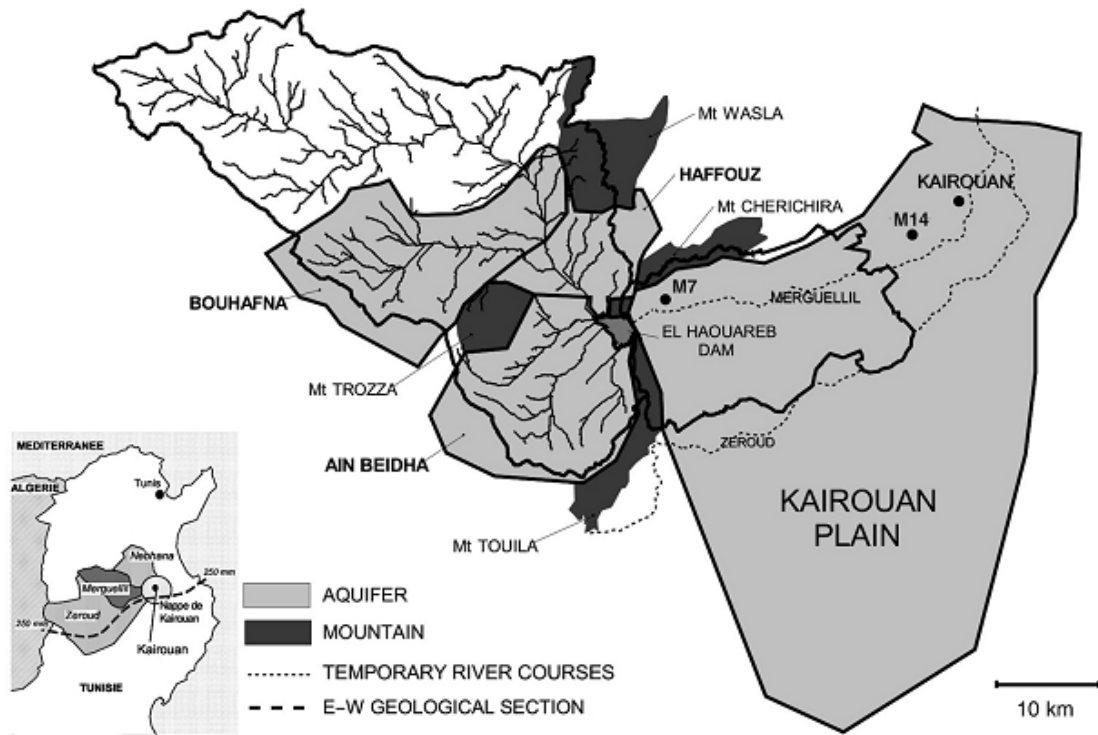 Mt WASLA
HAFFOUZ
Mt CHERICHIRA
KAIROUAN
M14
M7
MERGUELLIL
BOUHAFNA
EL HAOUAREB
DAM
Mt TROZZA
ZEROUD
AIN BEIDHA
KAIROUAN
PLAIN
Mt TOUILA
MEDITERRANEE
ALGERIE
Tunis
Nebhana
250 mm
Merguellil
Nappe de
Kairouan
Zeroud
250 mm
Kairouan
TUNISIE
AQUIFER
MOUNTAIN
TEMPORARY RIVER COURSES
E-W GEOLOGICAL SECTION
10 km